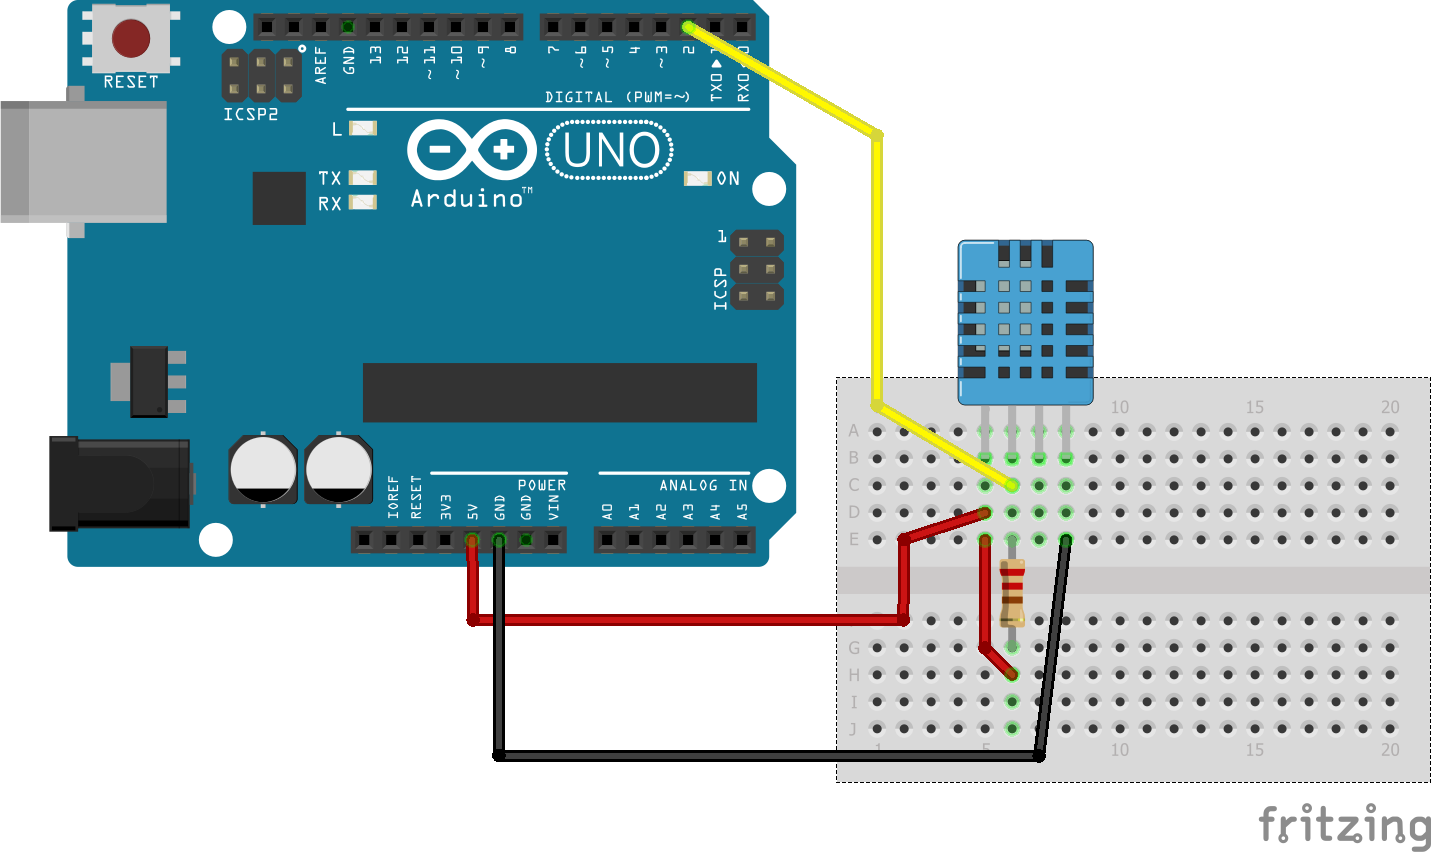 RESET
ICSP2
AREF
GND
13
12
~11
~10
~9
8
7
~6
~5
4
~3
2
TX0▶
RX0
DIGITAL (PWM=~)
L
TX
RX
UNO
Arduino™
ON
1
ICSP
IOREF
RESET
3V3
5V
GND
GND
VIN
POWER
A0
A1
A2
A3
A4
A5
ANALOG IN
10
15
20
A
B
C
D
E
G
H
I
J
1
5
10
15
20
fritzing